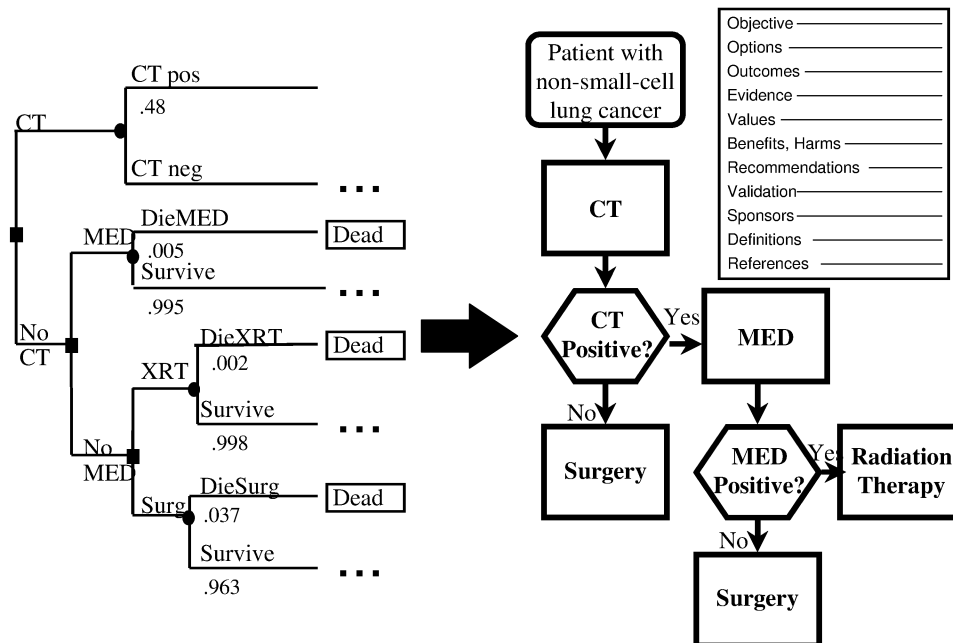 CT pos
.48
CT
CT neg
...
DieMED
Dead
MED
.005
Survive
...
.995
No
CT
DieXRT
Dead
.002
XRT
Survive
...
.998
No
MED
DieSurg
Dead
Surg
.037
Survive
...
.963
Patient with
non-small-cell
lung cancer
CT
CT
Positive?
Yes
MED
No
Surgery
MED
Positive?
Yes
Radiation
Therapy
No
Surgery
Objective
Options
Outcomes
Evidence
Values
Benefits, Harms
Recommendations
Validation
Sponsors
Definitions
References